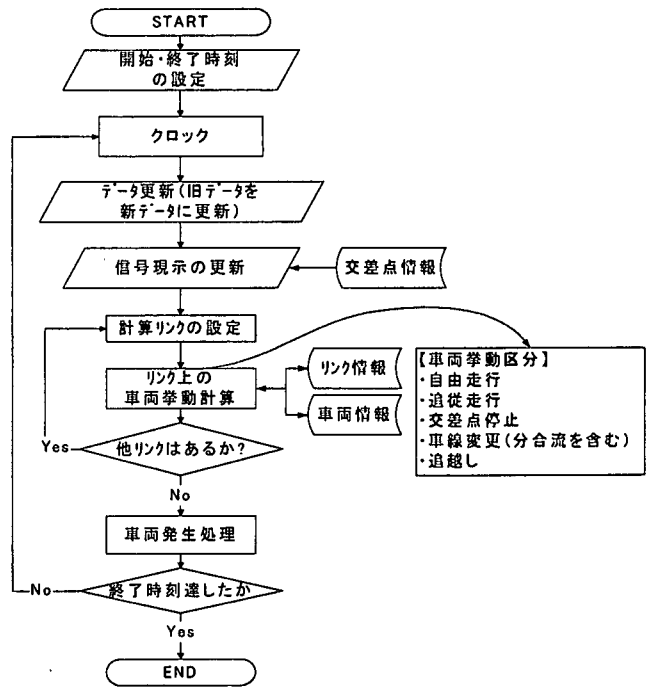 START
開始・終了時刻
の設定
クロック
データ更新(旧データを
新データに更新)
信号現示の更新
交差点情報
計算リンクの設定
リンク上の
車両挙動計算
リンク情報
車両情報
【車両挙動区分】
・自由走行
・追従走行
・交差点停止
・車線変更(分合流を含む)
・追越し
Yes
他リンクはあるか?
No
車両発生処理
No
終了時刻達したか
Yes
END